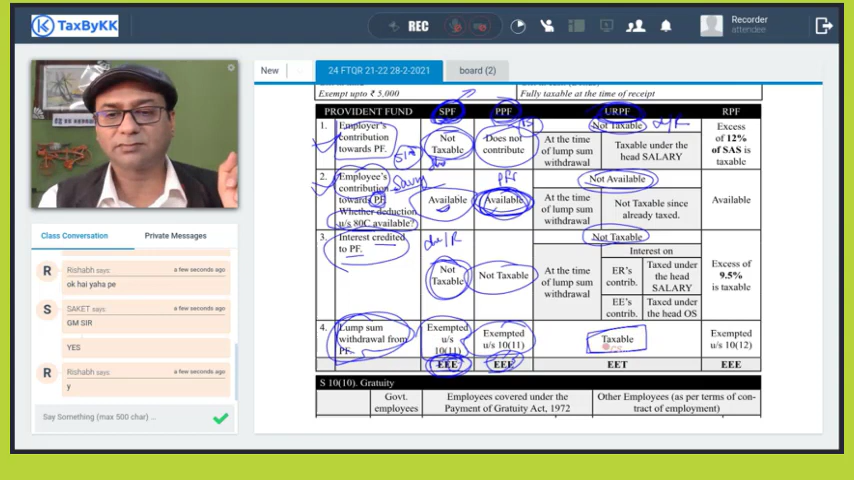 TaxByKK
REC
Recorder
attendee
New
24 FTQR 21-22 28-2-2021
board (2)
Class Conversation
Private Messages
R
Rishabh says:
a few seconds ago
ok hai yaha pe
S
SAKET says:
a few seconds ago
GM SIR
YES
R
Rishabh says:
a few seconds ago
y
Say Something (max 500 char) ...
Exempt upto ₹ 5,000
Fully taxable at the time of receipt
PROVIDENT FUND
SPF
PPF
URPF
RPF
1.
Employer's
contribution
towards PF.
Not
Taxable
Does not
contribute
Not Taxable
At the time
of lump sum
withdrawal
Taxable under the
head SALARY
Excess
of 12%
of SAS is
taxable
2.
Employee's
contribution
towards PF
Whether deduction
u/s 80C available?
Available
Available
Not Available
At the time
of lump sum
withdrawal
Not Taxable since
already taxed.
Available
3.
Interest credited
to PF.
Not
Taxable
Not Taxable
Not Taxable
At the time
of lump sum
withdrawal
Interest on
ER's
contrib.
Taxed under
the head
SALARY
EE's
contrib.
Taxed under
the head OS
Excess of
9.5%
is taxable
4.
Lump sum
withdrawal from
PF.
Exempted
u/s
10(11)
Exempted
u/s 10(11)
Taxable
Exempted
u/s 10(12)
EEE
EEE
EET
EEE
S 10(10). Gratuity
Govt.
employees
Employees covered under the
Payment of Gratuity Act, 1972
Other Employees (as per terms of con-
tract of employment)